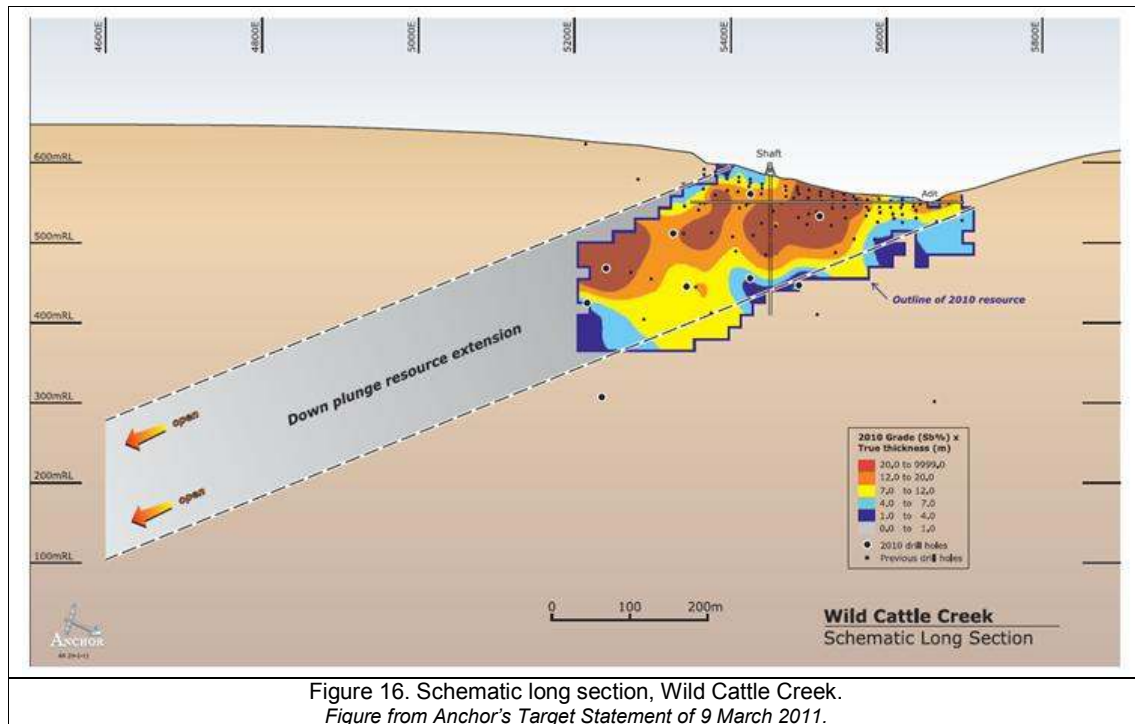 4600E
4800E
5000E
5200E
5400E
5600E
5800E
600mRL
500mRL
400mRL
300mRL
200mRL
100mRL
Shaft
Adit
Outline of 2010 resource
Down plunge resource extension
open
open
2010 Grade (Sb%) x
True thickness (m)
20.0 to 9999.0
12.0 to 20.0
7.0 to 12.0
4.0 to 7.0
1.0 to 4.0
0.0 to 1.0
2010 drill holes
Previous drill holes
0 100 200m
ANCHOR
Wild Cattle Creek
Schematic Long Section
Figure 16. Schematic long section, Wild Cattle Creek.
Figure from Anchor's Target Statement of 9 March 2011.